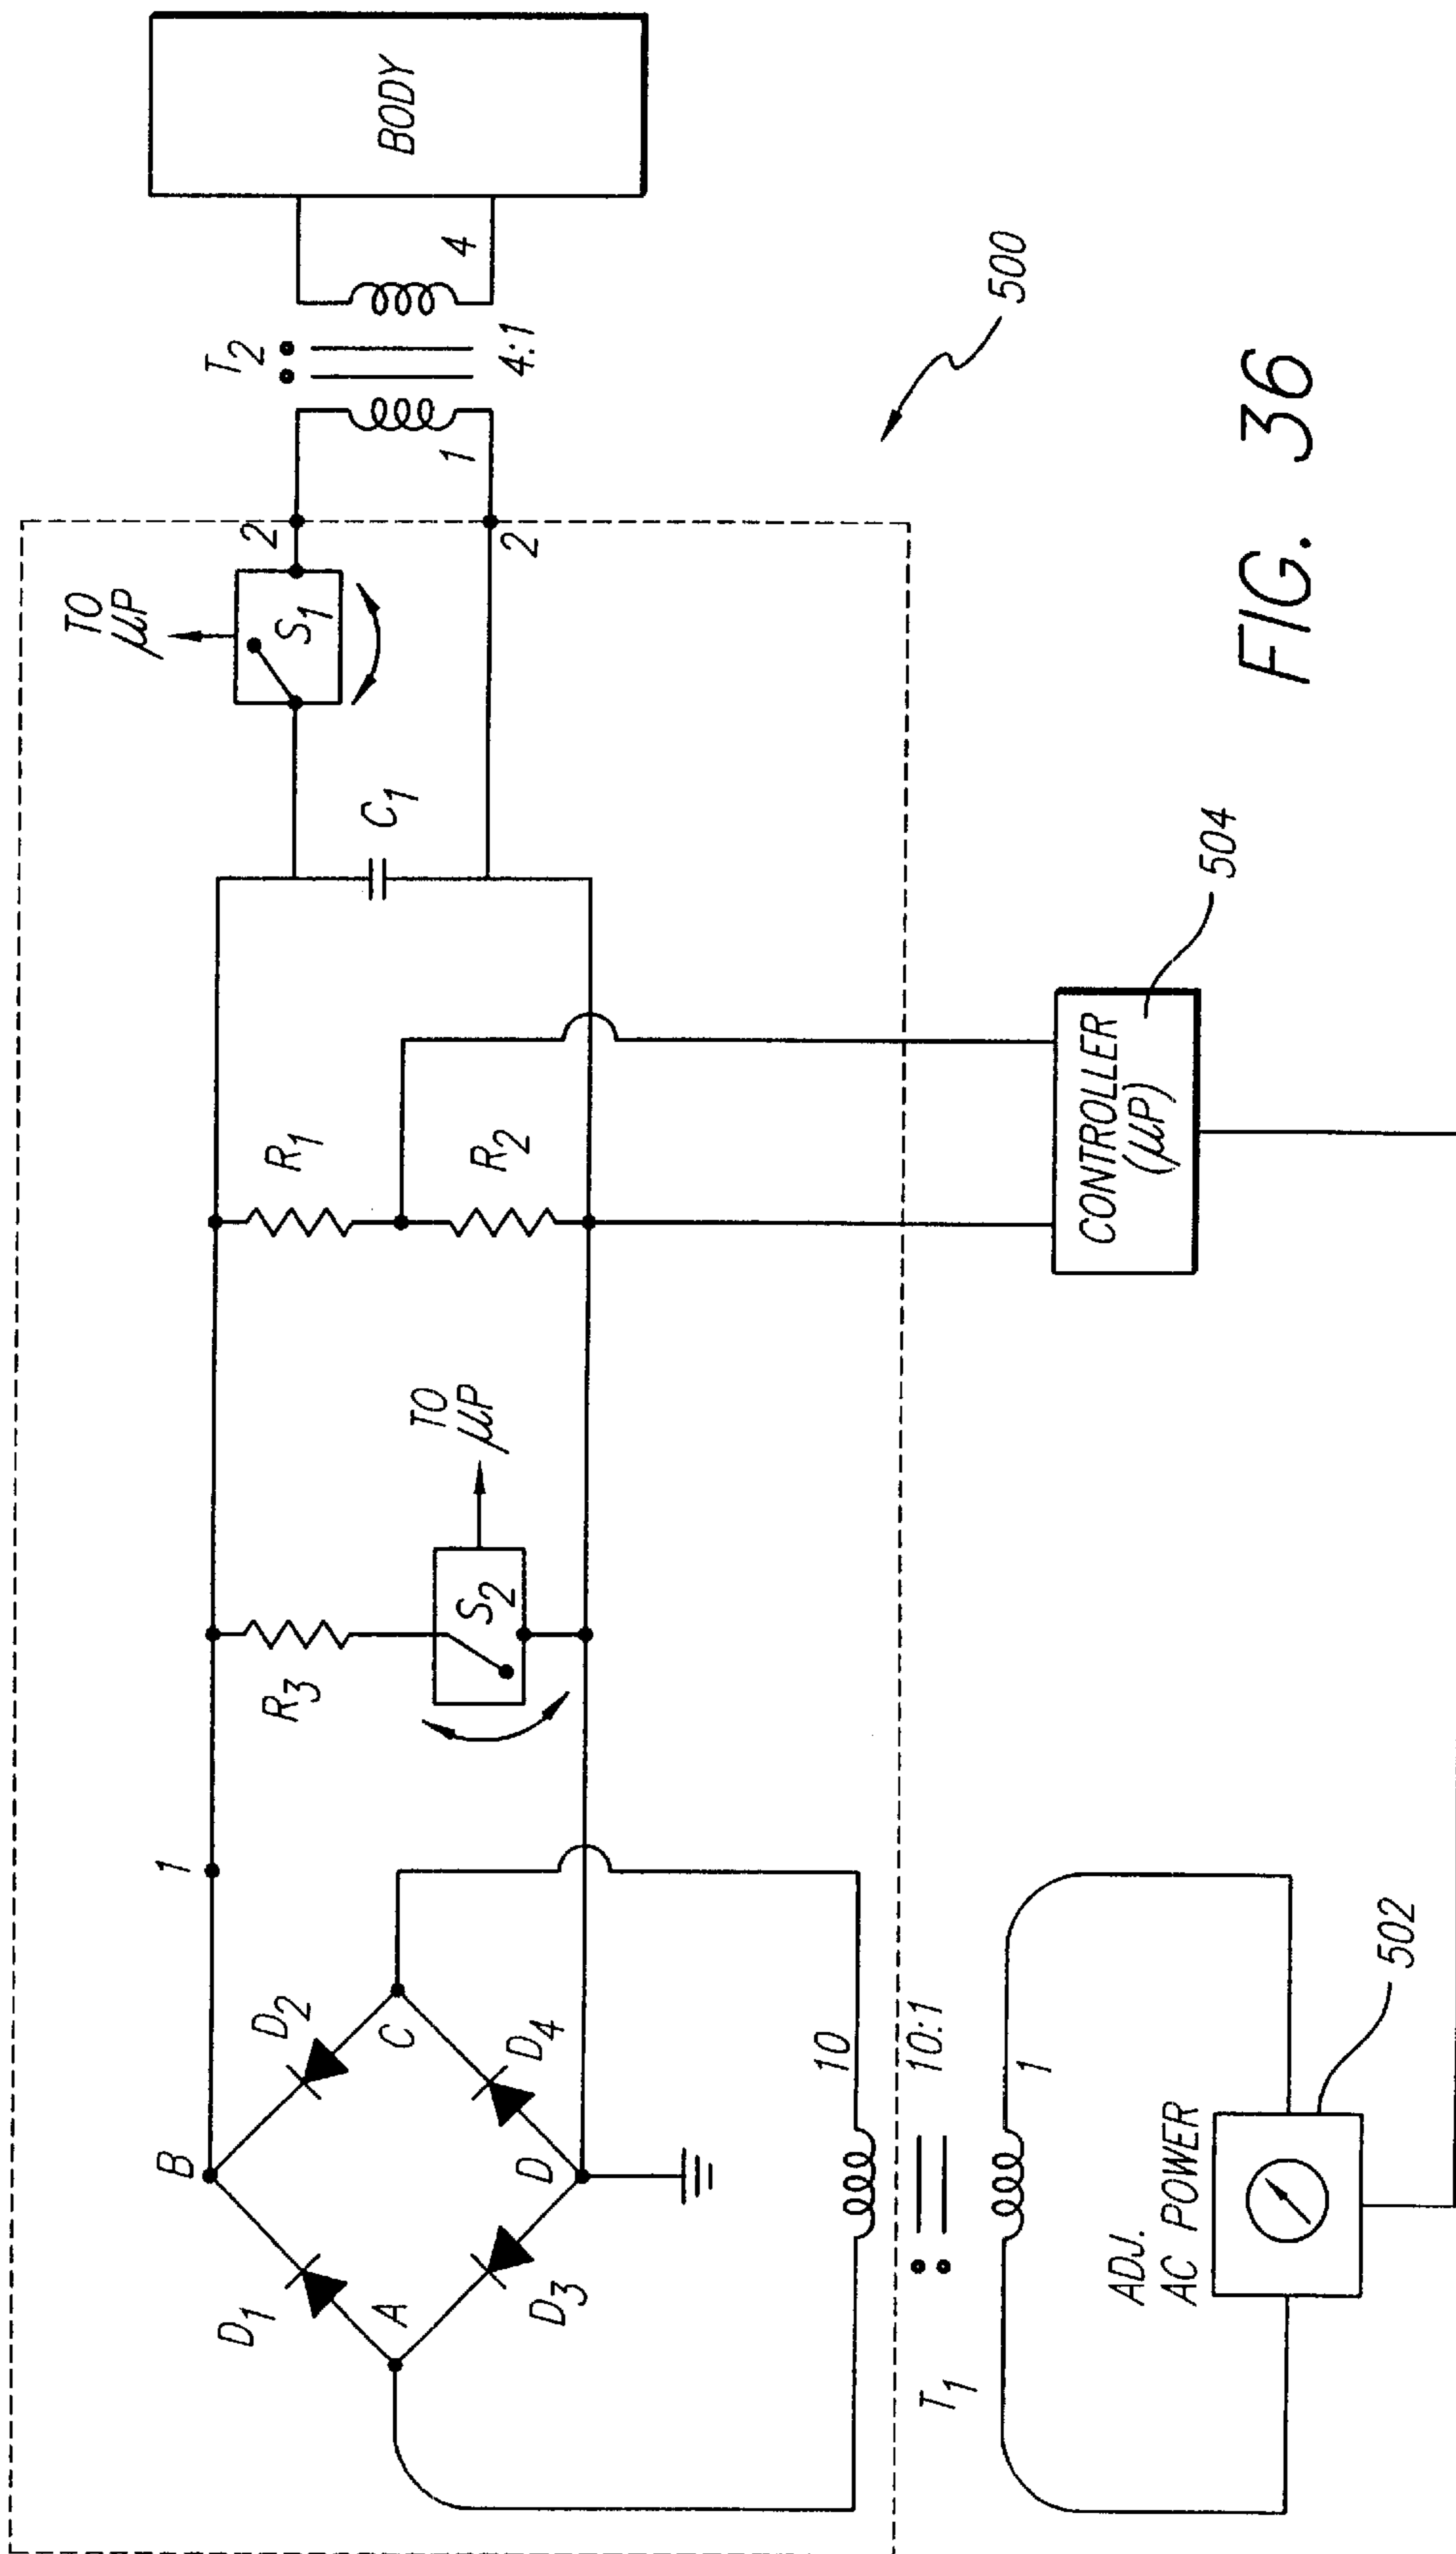 BODY
4
T2
4:1
1
500
2
2
TO
μP
S1
C1
FIG. 36
504
CONTROLLER
(μP)
R1
R2
TO
μP
S2
R3
1
B
D2
C
D4
D1
A
D
D3
10
10:1
1
T1
ADJ.
AC POWER
502